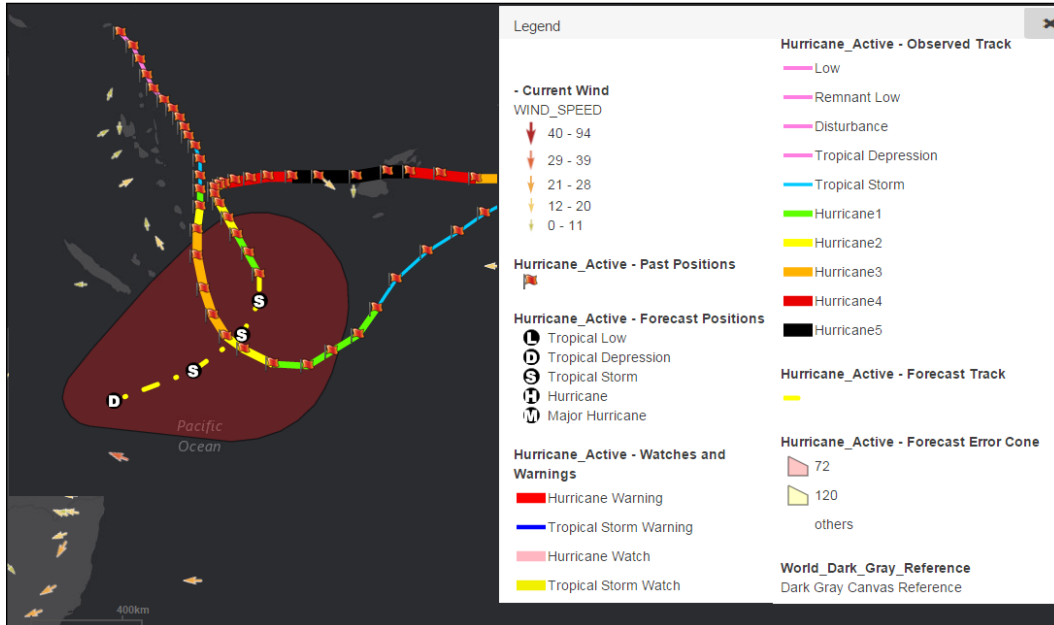 Legend
- Current Wind
WIND_SPEED
40 - 94
29 - 39
21 - 28
12 - 20
0 - 11
Hurricane_Active - Past Positions
Hurricane_Active - Forecast Positions
L Tropical Low
D Tropical Depression
S Tropical Storm
H Hurricane
M Major Hurricane
Hurricane_Active - Watches and
Warnings
Hurricane Warning
Tropical Storm Warning
Hurricane Watch
Tropical Storm Watch
Hurricane_Active - Observed Track
Low
Remnant Low
Disturbance
Tropical Depression
Tropical Storm
Hurricane1
Hurricane2
Hurricane3
Hurricane4
Hurricane5
Hurricane_Active - Forecast Track
Hurricane_Active - Forecast Error Cone
72
120
others
World_Dark_Gray_Reference
Dark Gray Canvas Reference
S
S
S
D
Pacific
Ocean
400km